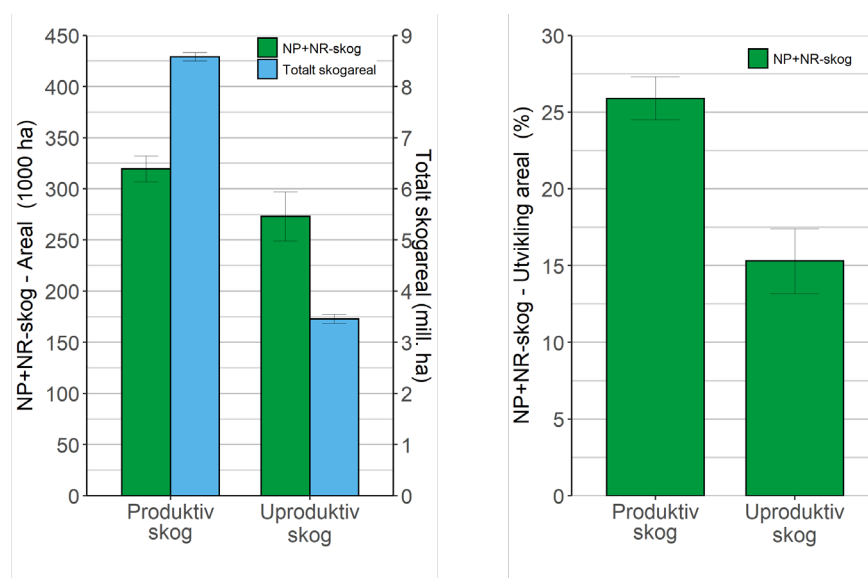 NP+NR-skog - Areal (1000 ha)
450
400
350
300
250
200
150
100
50
0
NP+NR-skog
Totalt skogareal
9
8
7
6
5
4
3
2
1
0
Totalt skogareal (mill. ha)
Produktiv
skog
Uproduktiv
skog
NP+NR-skog - Utvikling areal (%)
30
25
20
15
10
5
0
NP+NR-skog
Produktiv
skog
Uproduktiv
skog